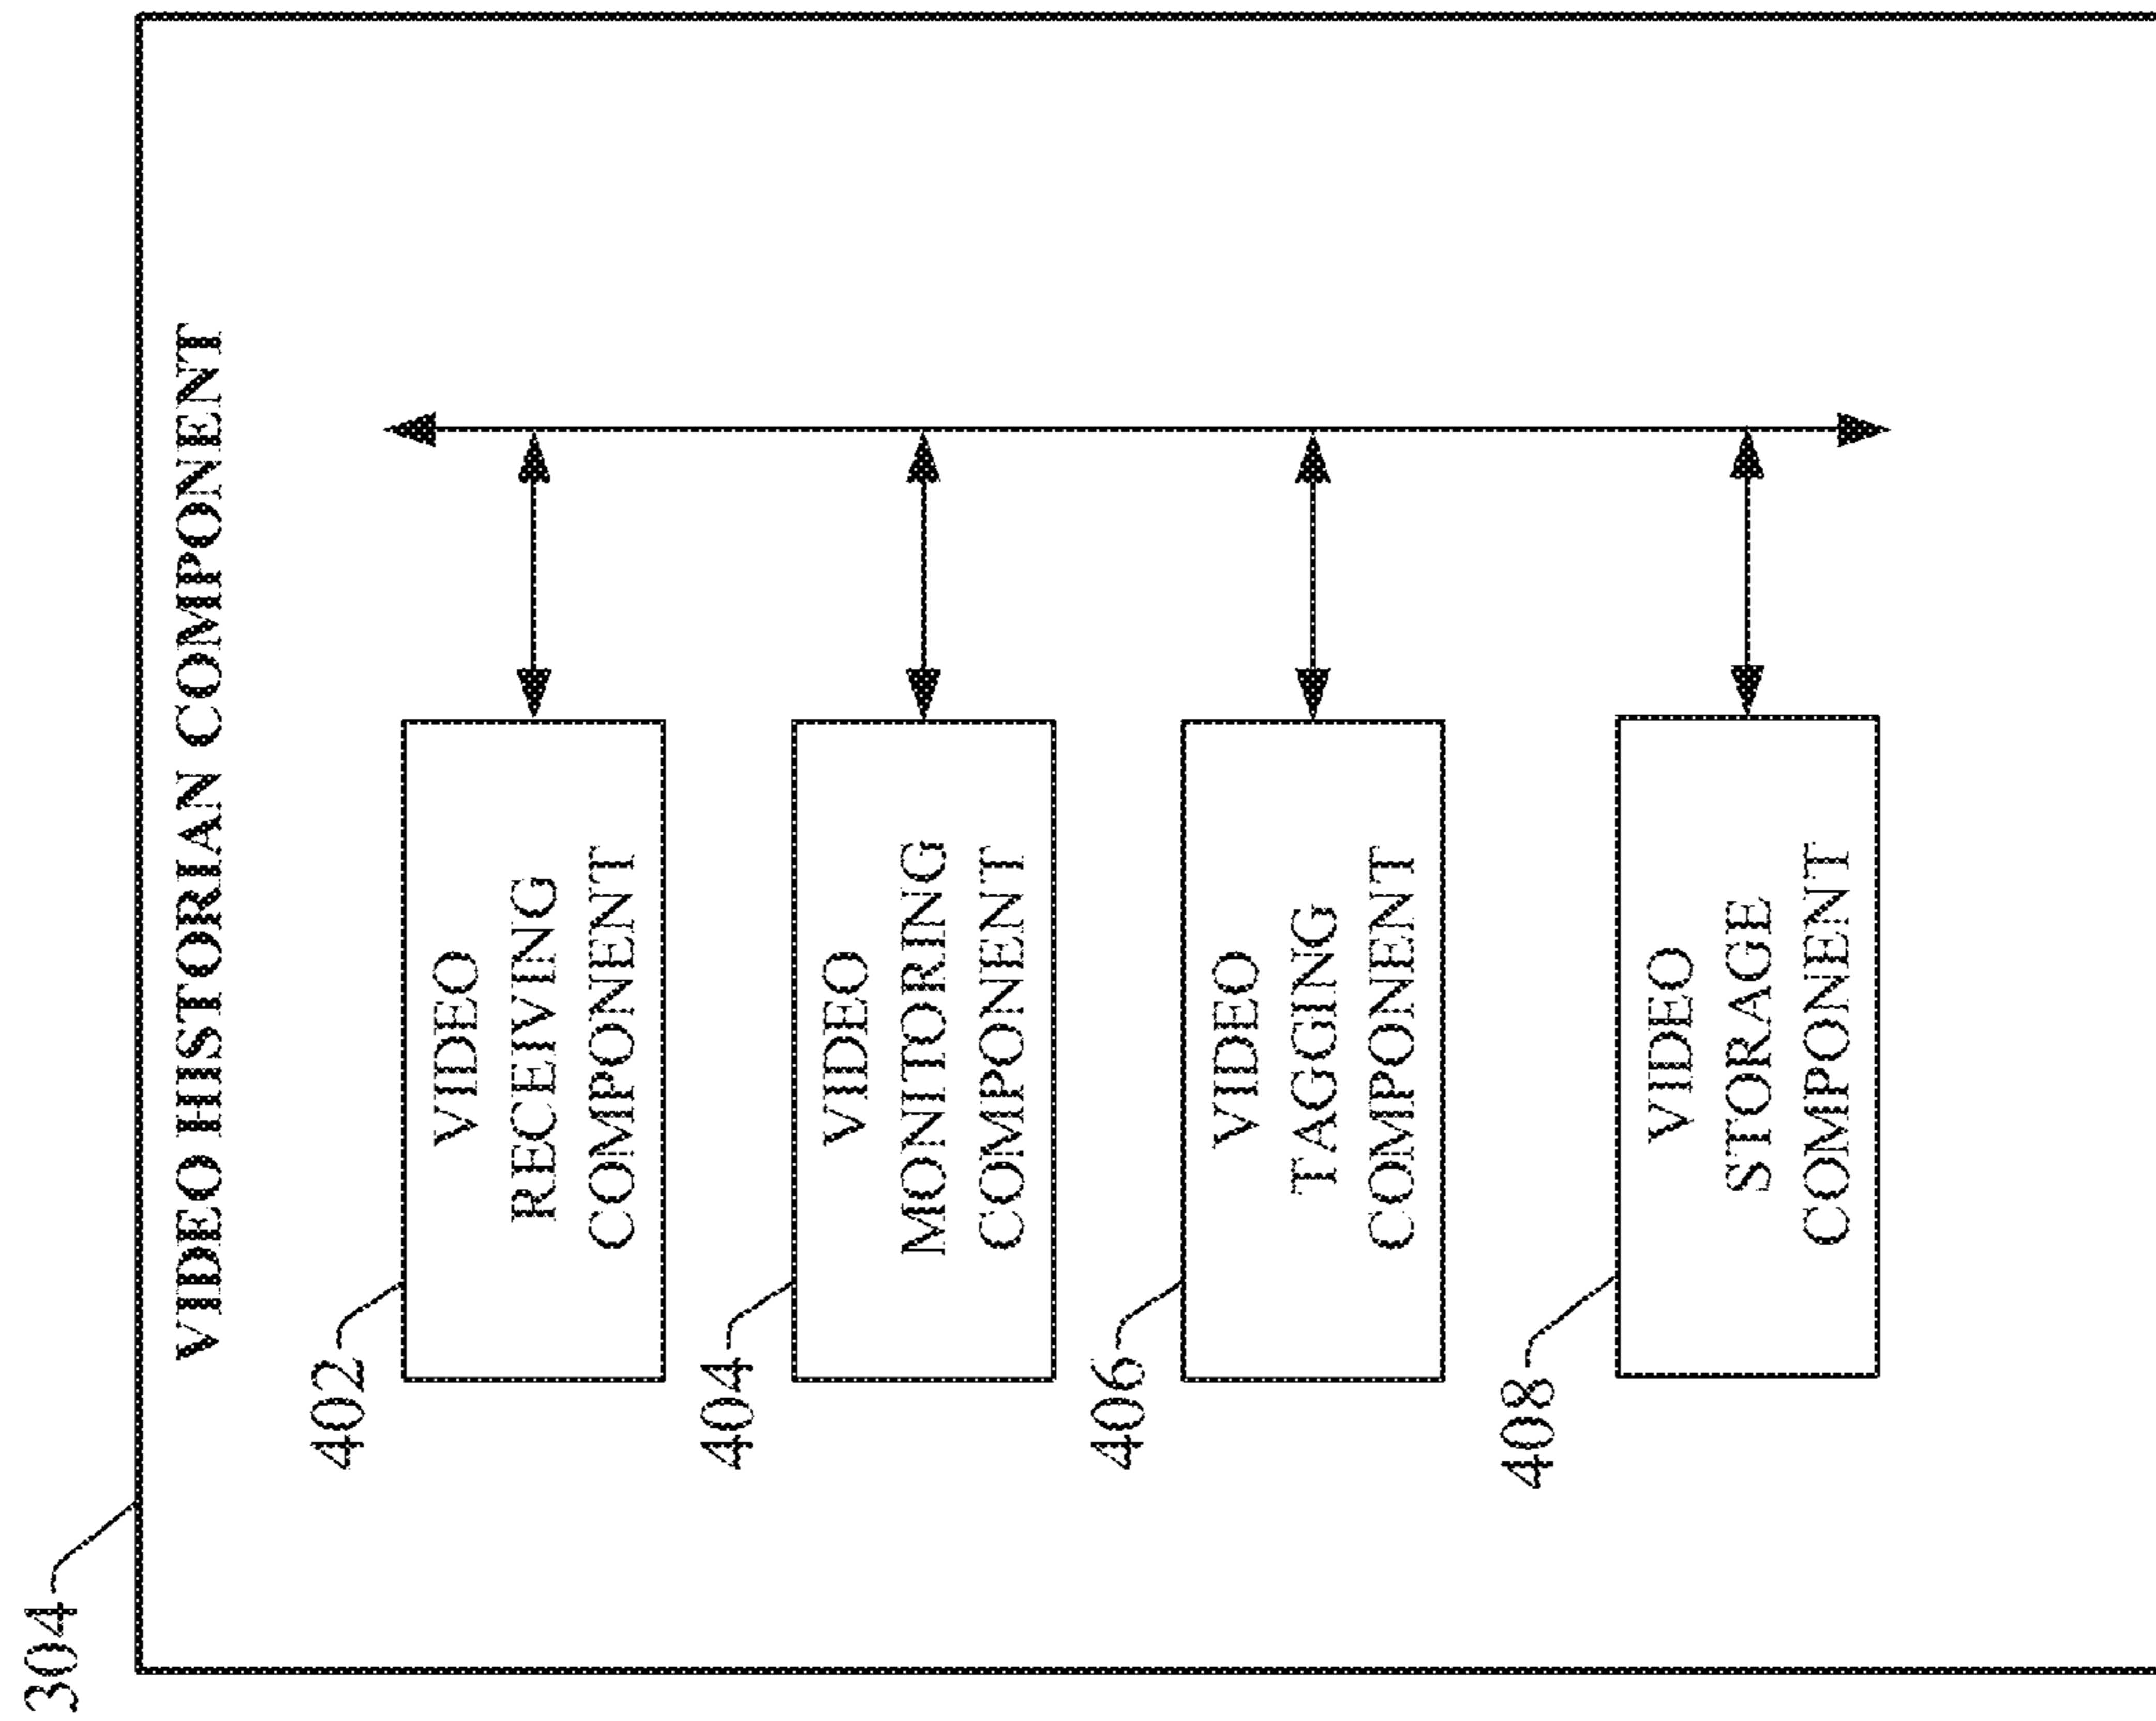 304
VIDEO HISTORIAN COMPONENT
402
VIDEO
RECEIVING
COMPONENT
404
VIDEO
MONITORING
COMPONENT
406
VIDEO
TAGGING
COMPONENT
408
VIDEO
STORAGE
COMPONENT